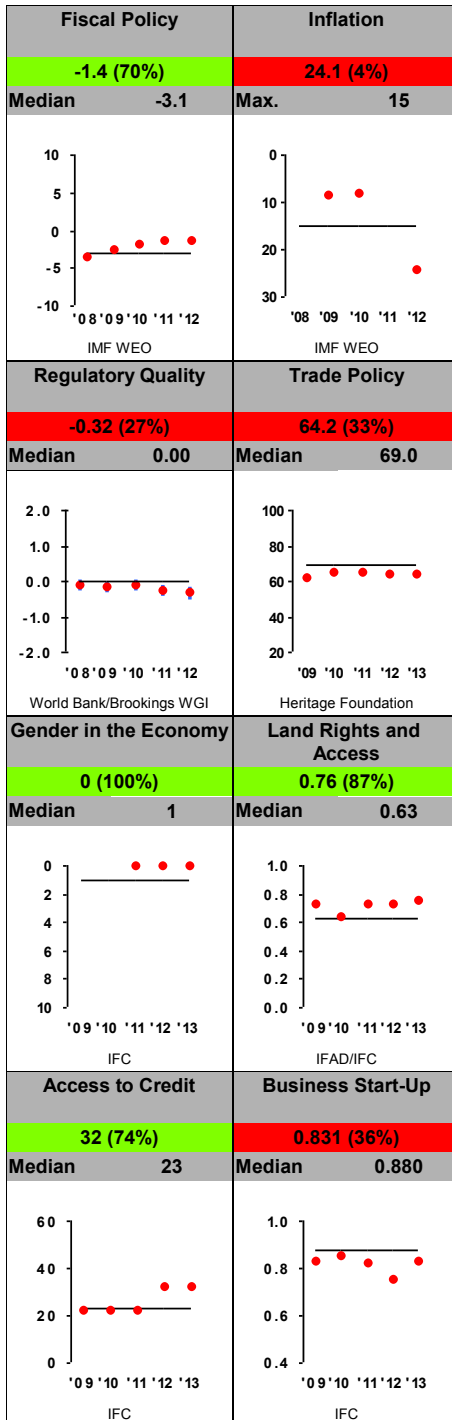 Fiscal Policy
-1.4 (70%)
Median -3.1
10
5
0
-5
-10
'08 '09 '10 '11 '12
IMF WEO
Inflation
24.1 (4%)
Max. 15
0
10
20
30
'08 '09 '10 '11 '12
IMF WEO
Regulatory Quality
-0.32 (27%)
Median 0.00
2.0
1.0
0.0
-1.0
-2.0
'08 '09 '10 '11 '12
World Bank/Brookings WGI
Trade Policy
64.2 (33%)
Median 69.0
100
80
60
40
20
'09 '10 '11 '12 '13
Heritage Foundation
Gender in the Economy
0 (100%)
Median 1
0
2
4
6
8
10
'09 '10 '11 '12 '13
IFC
Land Rights and
Access
0.76 (87%)
Median 0.63
1.0
0.8
0.6
0.4
0.2
0.0
'09 '10 '11 '12 '13
IFAD/IFC
Access to Credit
32 (74%)
Median 23
60
40
20
0
'09 '10 '11 '12 '13
IFC
Business Start-Up
0.831 (36%)
Median 0.880
1.0
0.8
0.6
0.4
'09 '10 '11 '12 '13
IFC